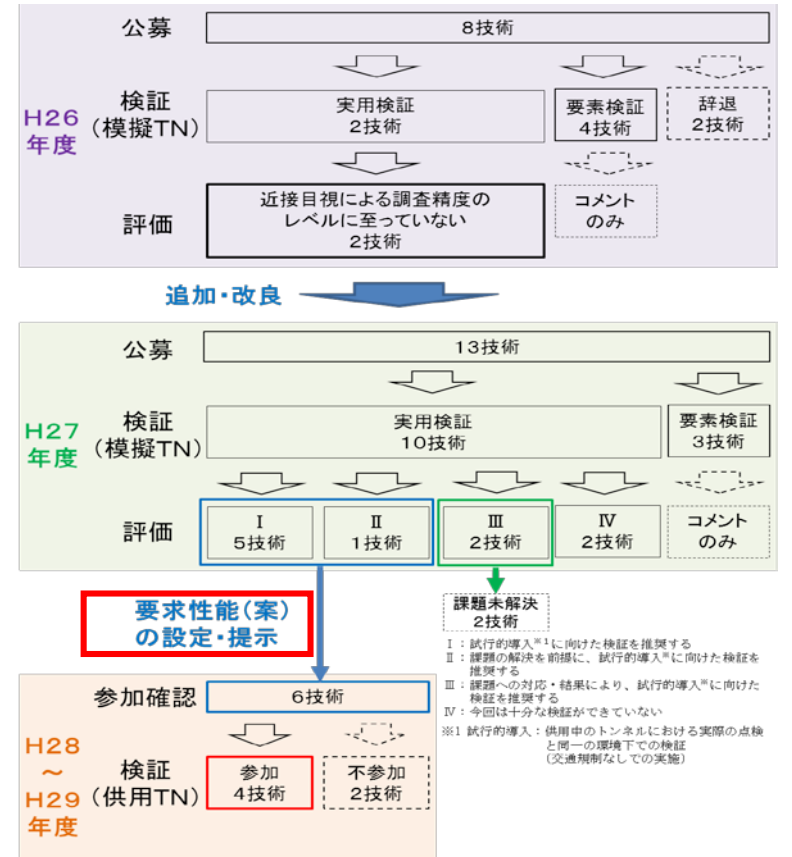 公募
8技術
H26
年度
検証
(模擬TN)
実用検証
2技術
要素検証
4技術
辞退
2技術
評価
近接目視による調査精度の
レベルに至っていない
2技術
コメント
のみ
追加・改良
公募
13技術
H27
年度
検証
(模擬TN)
実用検証
10技術
要素検証
3技術
評価
Ⅰ
5技術
Ⅱ
1技術
Ⅲ
2技術
Ⅳ
2技術
コメント
のみ
要求性能(案)
の設定・提示
課題未解決
2技術
Ⅰ:試行的導入※1に向けた検証を推奨する
Ⅱ:課題の解決を前提に、試行的導入※に向けた検証を
推奨する
Ⅲ:課題への対応・結果により、試行的導入※に向けた
検証を推奨する
Ⅳ:今回は十分な検証ができていない
※1 試行的導入:供用中のトンネルにおける実際の点検
と同一の環境下での検証
(交通規制なしでの実施)
参加確認
6技術
H28
~
H29
年度
検証
(供用TN)
参加
4技術
不参加
2技術